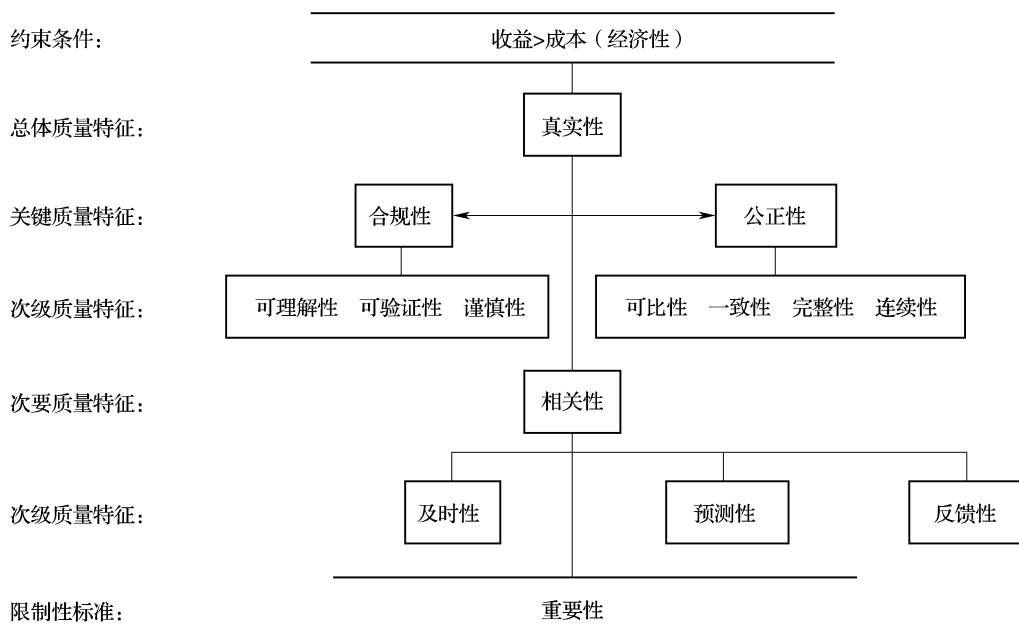 约束条件： 收益>成本（经济性）
总体质量特征： 真实性
关键质量特征： 合规性 公正性
次级质量特征： 可理解性 可验证性 谨慎性 可比性 一致性 完整性 连续性
次要质量特征： 相关性
次级质量特征： 及时性 预测性 反馈性
限制性标准： 重要性